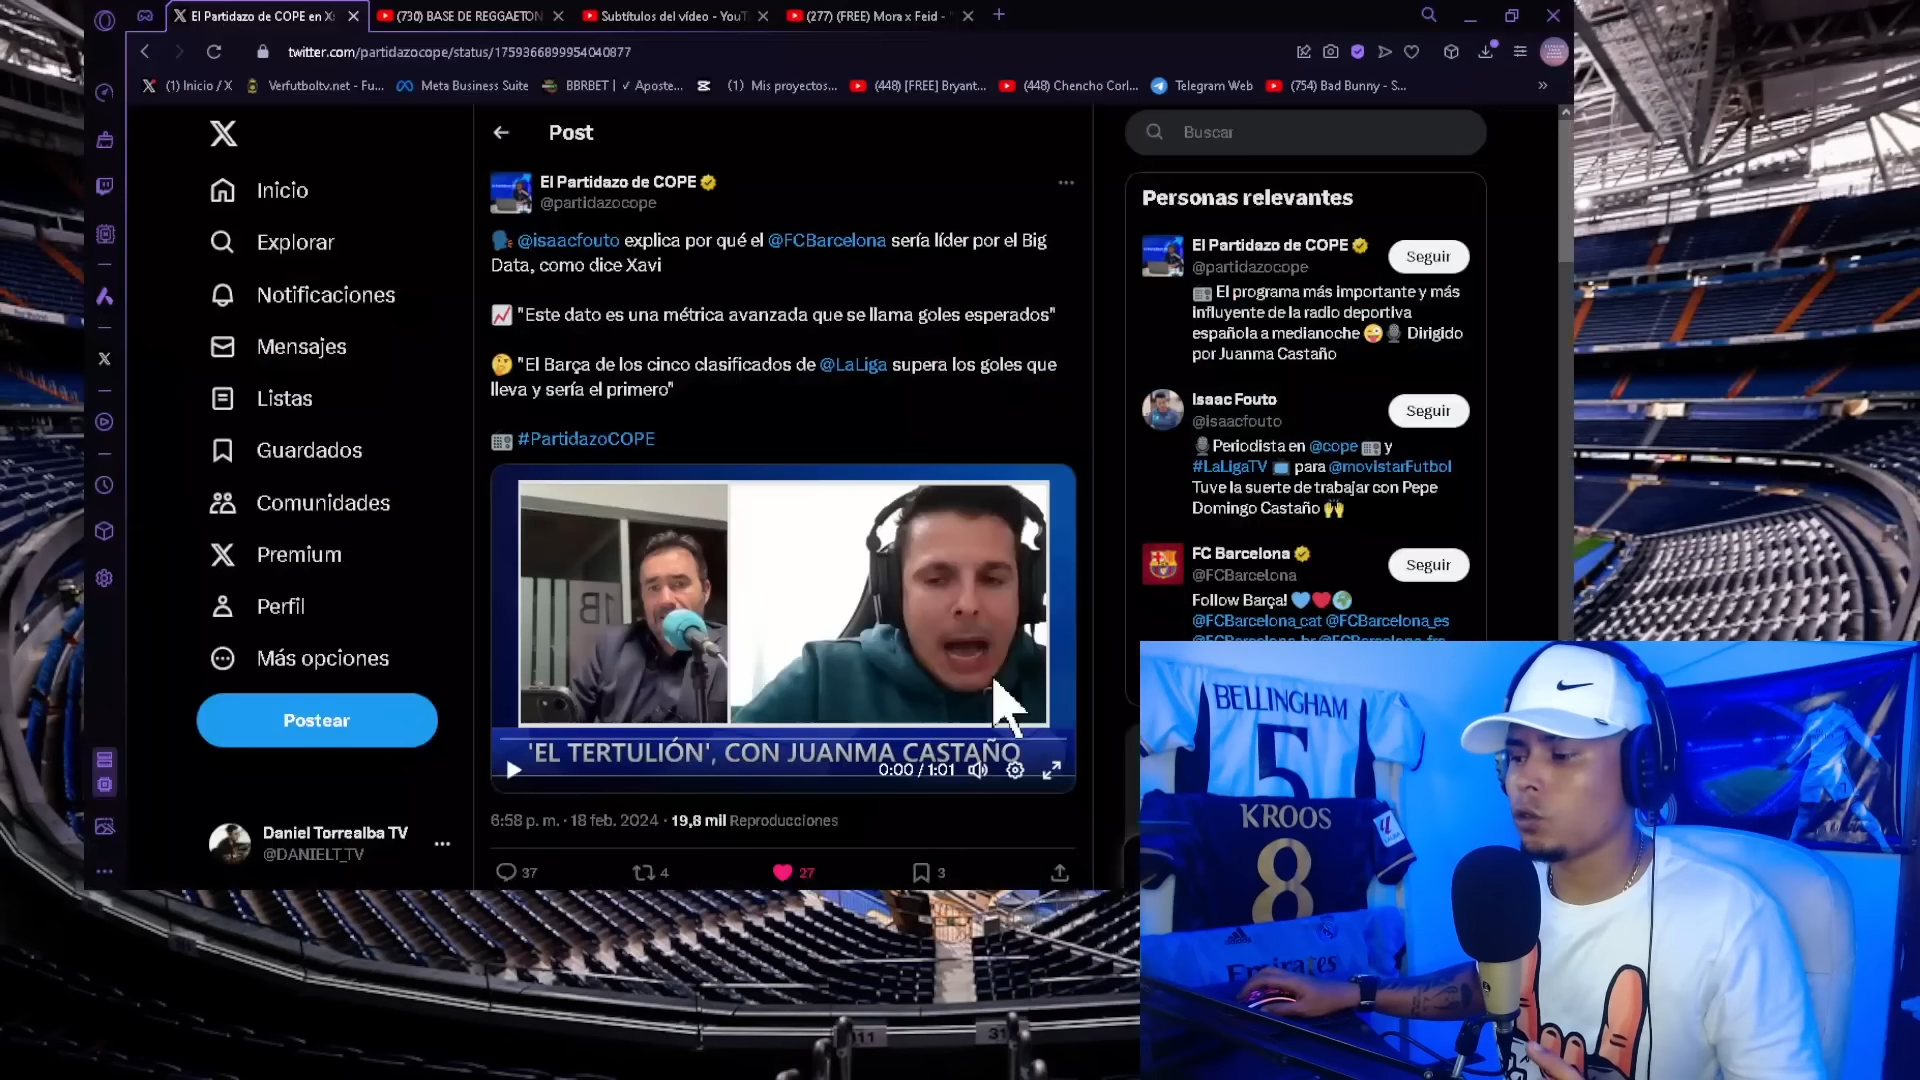 El Partidazo de COPE en X:
(730) BASE DE REGGAETON
Subtítulos del vídeo - YouT
(277) (FREE) Mora x Feid - "
twitter.com/partidazocope/status/1759366899954040877
(1) Inicio / X
Verfutboltv.net - Fu...
Meta Business Suite
BBRBET | ✓ Aposte...
(1) Mis proyectos...
(448) [FREE] Bryant...
(448) Chencho Corl...
Telegram Web
(754) Bad Bunny - S...
Inicio
Explorar
Notificaciones
Mensajes
Listas
Guardados
Comunidades
Premium
Perfil
Más opciones
Postear
Daniel Torrealba TV
@DANIELT_TV
Post
El Partidazo de COPE
@partidazocope
@isaacfouto explica por qué el @FCBarcelona sería líder por el Big
Data, como dice Xavi
"Este dato es una métrica avanzada que se llama goles esperados"
"El Barça de los cinco clasificados de @LaLiga supera los goles que
lleva y sería el primero"
#PartidazoCOPE
'EL TERTULIÓN', CON JUANMA CASTAÑO
0:00 / 1:01
6:58 p. m. · 18 feb. 2024 · 19,8 mil Reproducciones
37
4
27
3
Buscar
Personas relevantes
El Partidazo de COPE
@partidazocope
Seguir
El programa más importante y más
influyente de la radio deportiva
española a medianoche
Dirigido
por Juanma Castaño
Isaac Fouto
@isaacfouto
Seguir
Periodista en @cope y
#LaLigaTV para @movistarFutbol
Tuve la suerte de trabajar con Pepe
Domingo Castaño
FC Barcelona
@FCBarcelona
Seguir
Follow Barça!
@FCBarcelona_cat @FCBarcelona_es
BELLINGHAM
5
KROOS
8
adidas
Emirates